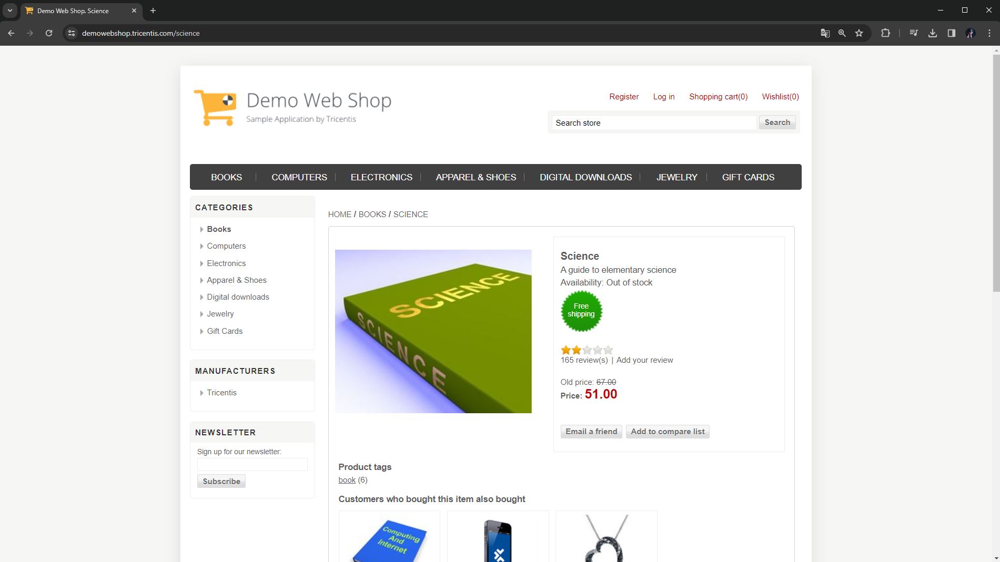 Demo Web Shop. Science
demowebshop.tricentis.com/science
Demo Web Shop
Sample Application by Tricentis
Register Log in Shopping cart(0) Wishlist(0)
Search store Search
BOOKS COMPUTERS ELECTRONICS APPAREL & SHOES DIGITAL DOWNLOADS JEWELRY GIFT CARDS
CATEGORIES
Books
Computers
Electronics
Apparel & Shoes
Digital downloads
Jewelry
Gift Cards
MANUFACTURERS
Tricentis
NEWSLETTER
Sign up for our newsletter:
Subscribe
HOME / BOOKS / SCIENCE
SCIENCE
SCIENCE
Science
A guide to elementary science
Availability: Out of stock
Free
shipping
165 review(s) | Add your review
Old price: 67.00
Price: 51.00
Email a friend Add to compare list
Product tags
book (6)
Customers who bought this item also bought
Computing
And
Internet